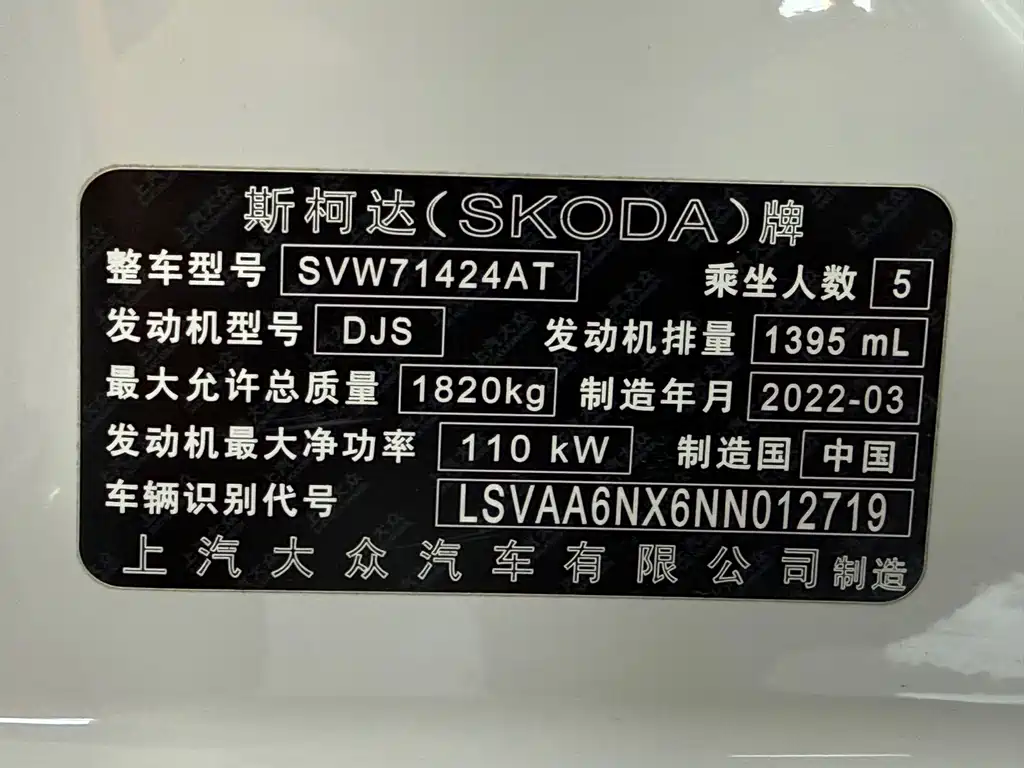 斯柯达(SKODA)牌
整车型号 SVW71424AT 乘坐人数 5
发动机型号 DJS 发动机排量 1395 mL
最大允许总质量 1820kg 制造年月 2022-03
发动机最大净功率 110 kW 制造国 中国
车辆识别代号 LSVAA6NX6NN012719
上汽大众汽车有限公司制造